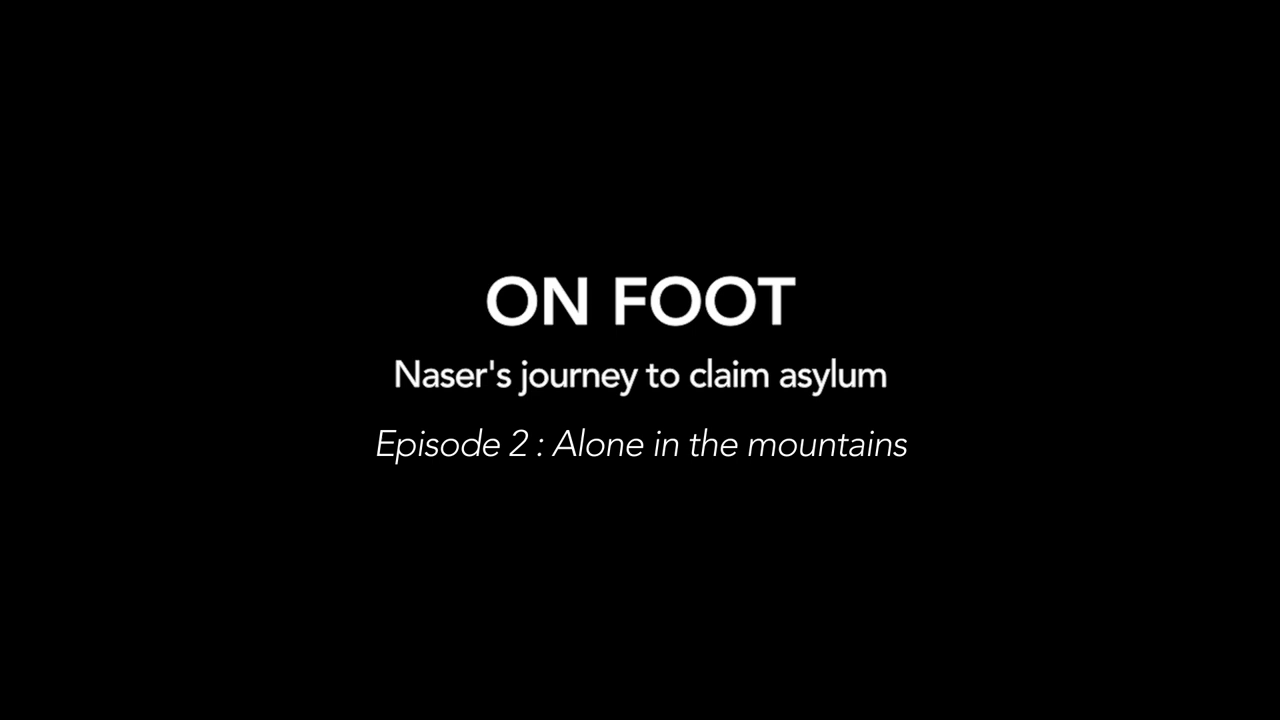 ON FOOT
Naser's journey to claim asylum
Episode 2 : Alone in the mountains